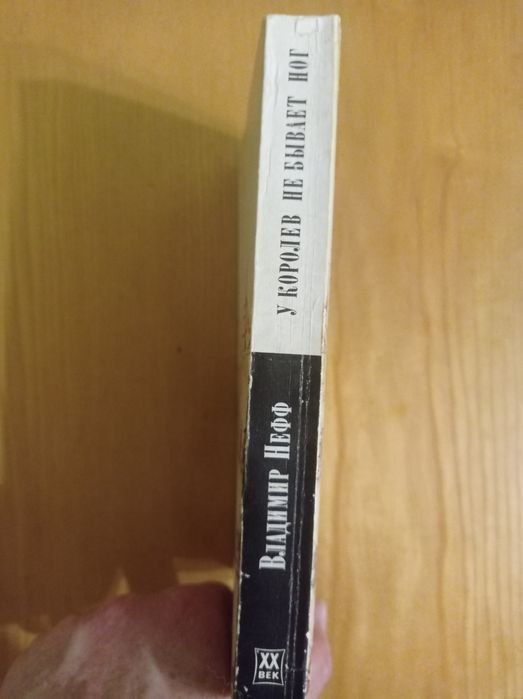 Владимир Нефф
У КОРОЛЕВ НЕ БЫВАЕТ НОГ
XX
ВЕК